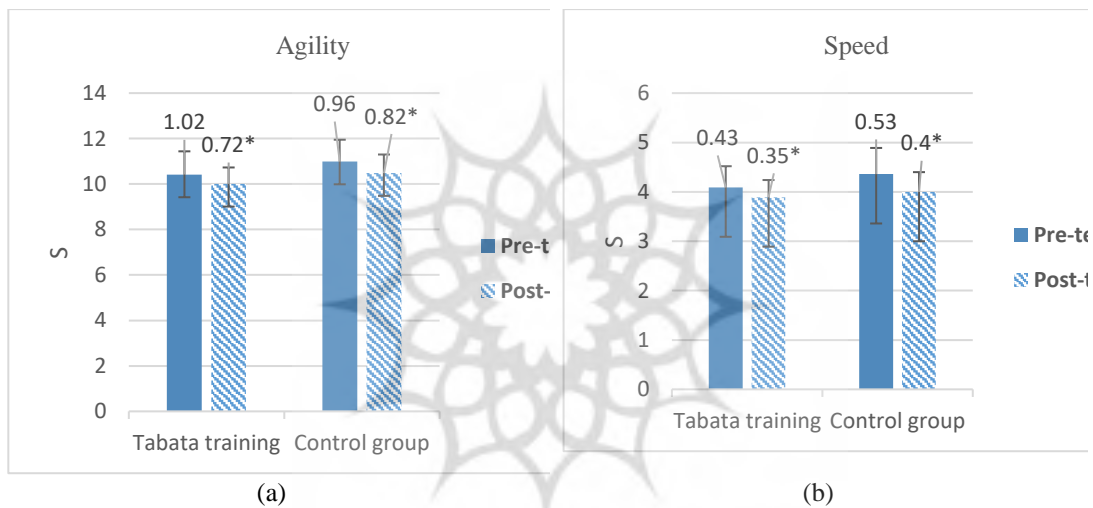 Agility
14
12
10
8
6
4
2
0
S
1.02
0.72*
0.96
0.82*
Tabata training
Control group
Pre-t
Post-
(a)
Speed
6
5
4
3
2
1
0
S
0.43
0.35*
0.53
0.4*
Tabata training
Control group
Pre-te
Post-t
(b)